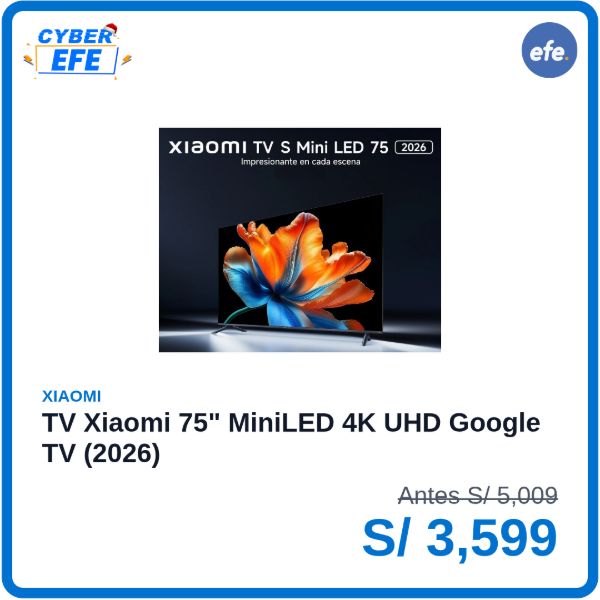 CYBER
EFE
efe.
XIAOMI TV S Mini LED 75 2026
Impresionante en cada escena
XIAOMI
TV Xiaomi 75" MiniLED 4K UHD Google
TV (2026)
Antes S/ 5,009
S/ 3,599